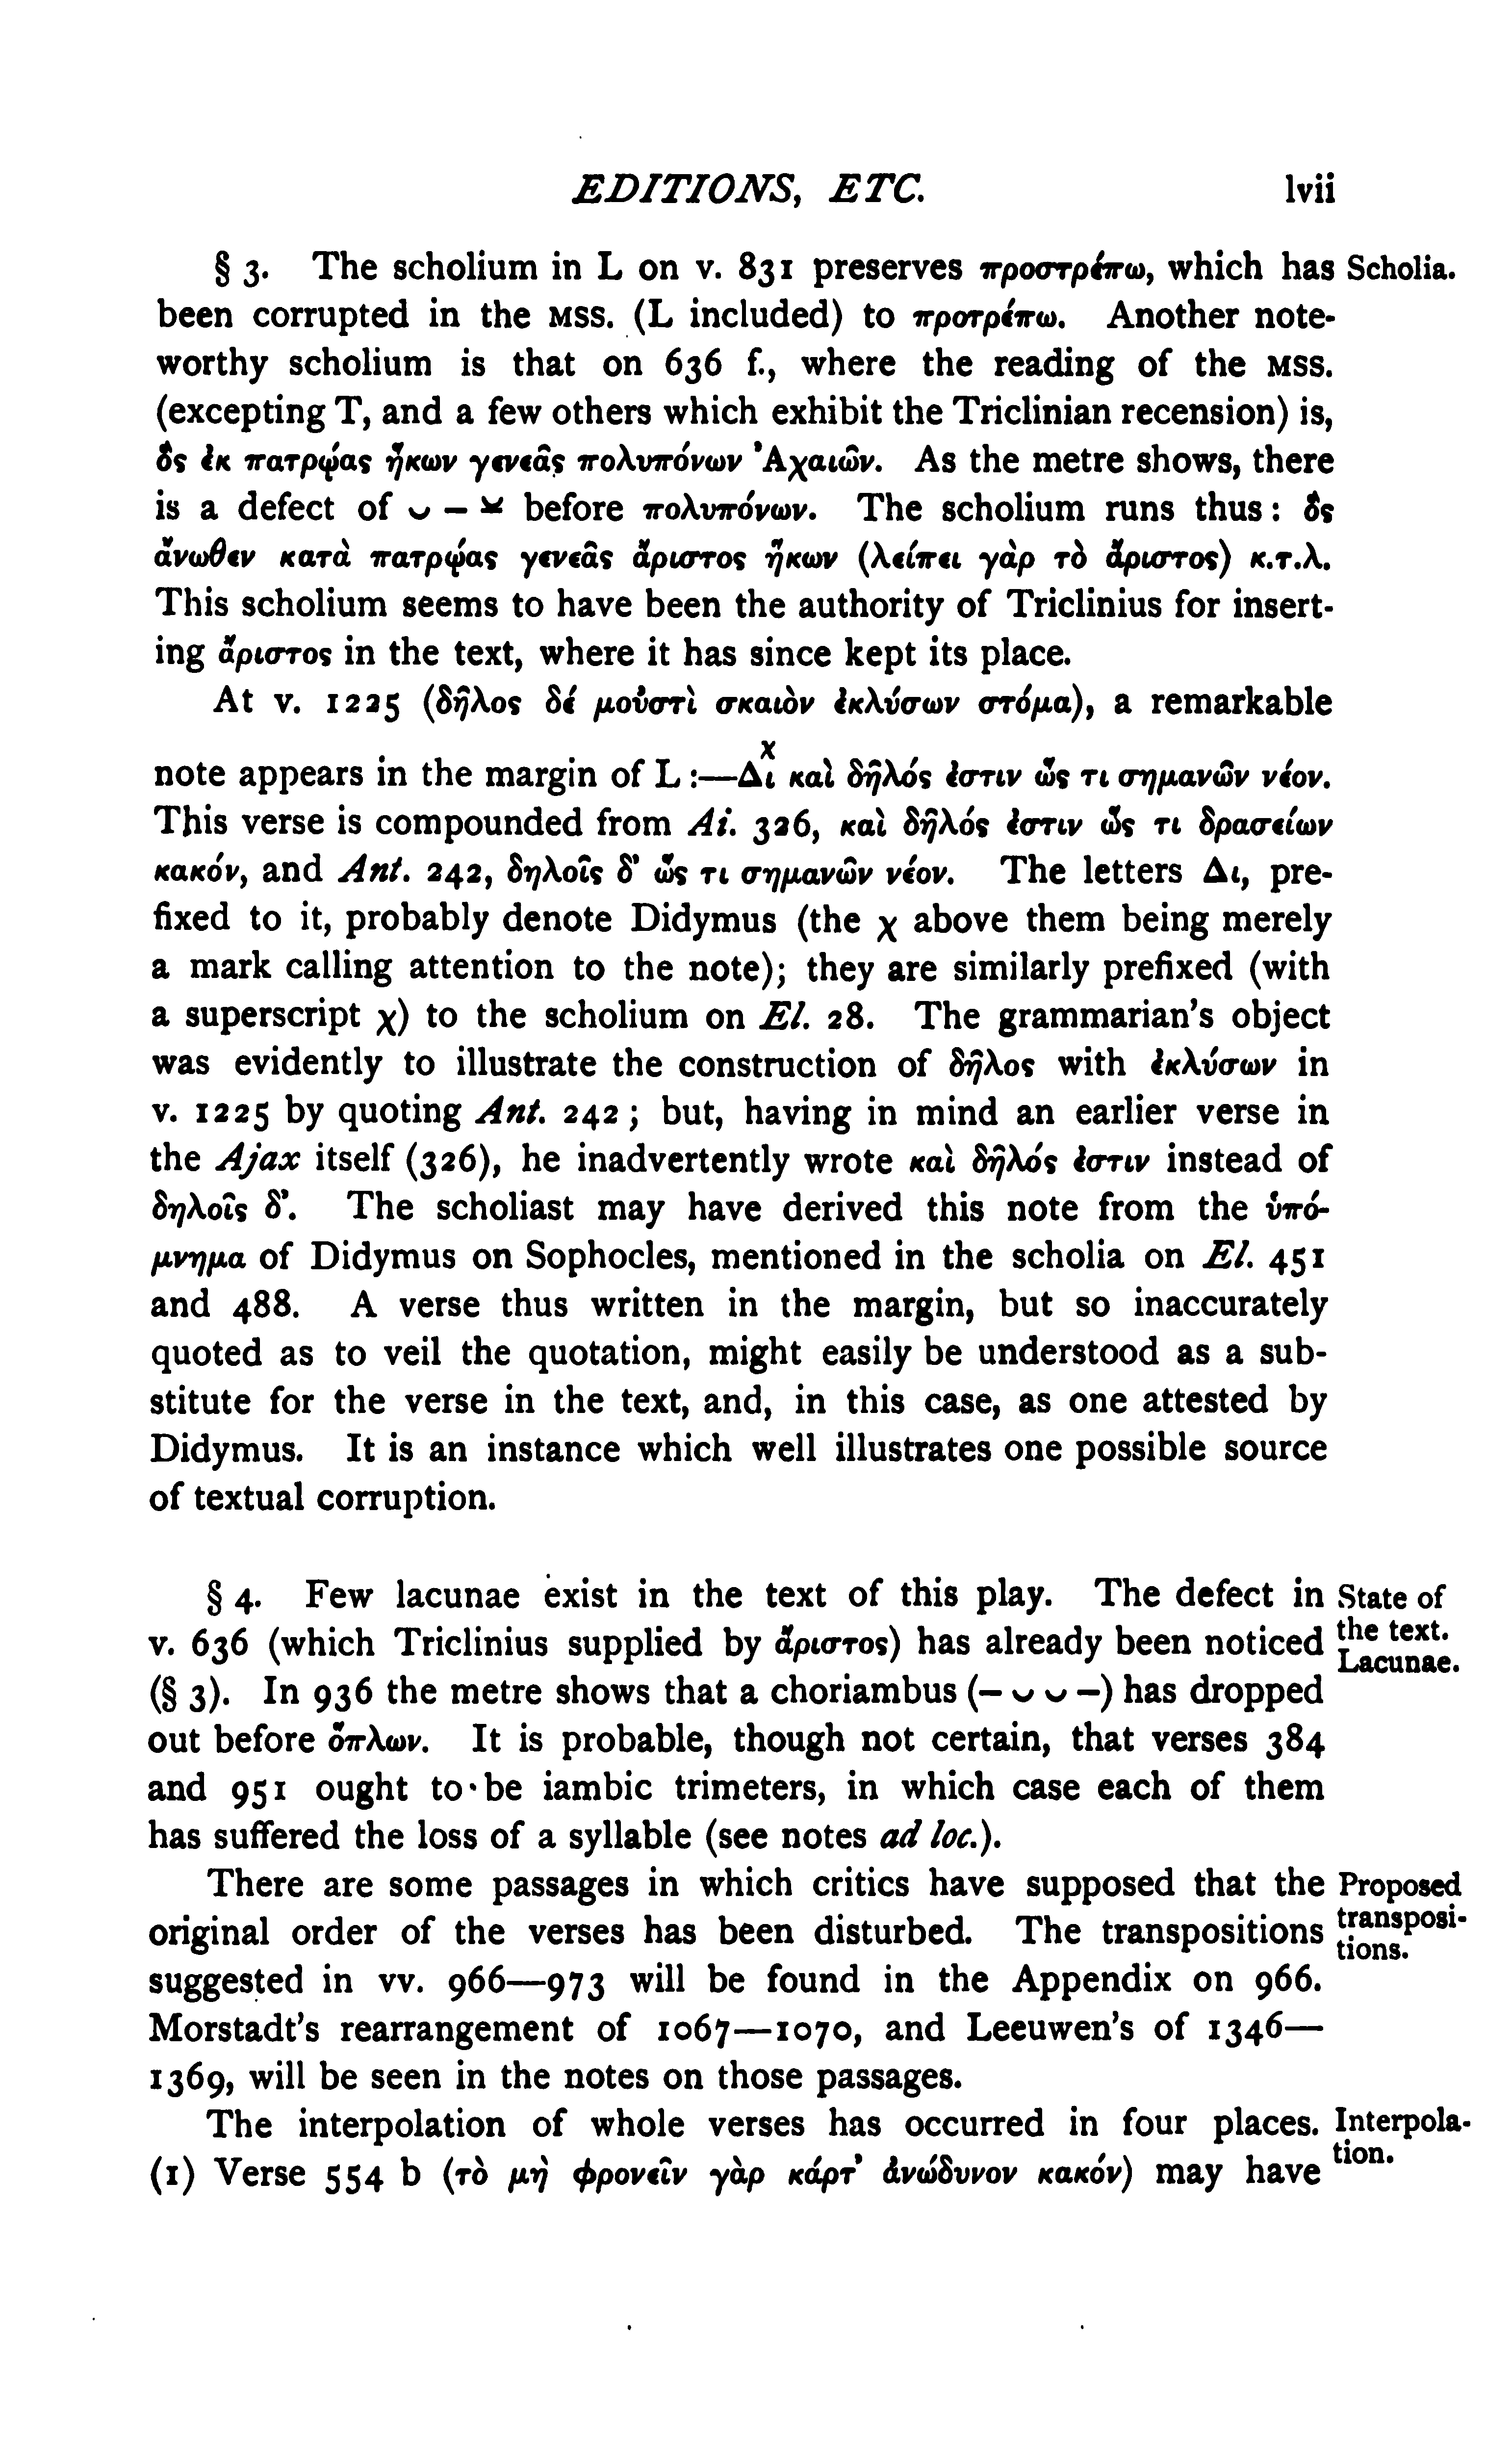 EDITIONS, ETC. lvii
§ 3. The scholium in L on v. 831 preserves προστρέπω, which has Scholia.
been corrupted in the MSS. (L included) to προτρέπω. Another note-
worthy scholium is that on 636 f., where the reading of the MSS.
(excepting T, and a few others which exhibit the Triclinian recension) is,
ὃς ἐκ πατρῴας ἥκων γενεᾶς πολυπόνων Ἀχαιῶν. As the metre shows, there
is a defect of ⏑ – ⏓ before πολυπόνων. The scholium runs thus: ὃς
ἄνωθεν κατὰ πατρῴας γενεᾶς ἄριστος ἥκων (λείπει γὰρ τὸ ἄριστος) κ.τ.λ.
This scholium seems to have been the authority of Triclinius for insert-
ing ἄριστος in the text, where it has since kept its place.
At v. 1225 (δῆλος δέ μοὐστὶ σκαιὸν ἐκλύσων στόμα), a remarkable
χ
note appears in the margin of L:—Δι καὶ δῆλός ἐστιν ὥς τι σημανῶν νέον.
This verse is compounded from Ai. 326, καὶ δῆλός ἐστιν ὥς τι δρασείων
κακόν, and Ant. 242, δηλοῖς δ' ὥς τι σημανῶν νέον. The letters Δι, pre-
fixed to it, probably denote Didymus (the χ above them being merely
a mark calling attention to the note); they are similarly prefixed (with
a superscript χ) to the scholium on El. 28. The grammarian's object
was evidently to illustrate the construction of δῆλος with ἐκλύσων in
v. 1225 by quoting Ant. 242; but, having in mind an earlier verse in
the Ajax itself (326), he inadvertently wrote καὶ δῆλός ἐστιν instead of
δηλοῖς δ'. The scholiast may have derived this note from the ὑπό-
μνημα of Didymus on Sophocles, mentioned in the scholia on El. 451
and 488. A verse thus written in the margin, but so inaccurately
quoted as to veil the quotation, might easily be understood as a sub-
stitute for the verse in the text, and, in this case, as one attested by
Didymus. It is an instance which well illustrates one possible source
of textual corruption.
§ 4. Few lacunae exist in the text of this play. The defect in State of
v. 636 (which Triclinius supplied by ἄριστος) has already been noticed the text.
Lacunae.
(§ 3). In 936 the metre shows that a choriambus (– ⏑ ⏑ –) has dropped
out before ὅπλων. It is probable, though not certain, that verses 384
and 951 ought to be iambic trimeters, in which case each of them
has suffered the loss of a syllable (see notes ad loc.).
There are some passages in which critics have supposed that the Proposed
original order of the verses has been disturbed. The transpositions transposi-
tions.
suggested in vv. 966—973 will be found in the Appendix on 966.
Morstadt's rearrangement of 1067—1070, and Leeuwen's of 1346—
1369, will be seen in the notes on those passages.
The interpolation of whole verses has occurred in four places. Interpola-
(1) Verse 554 b (τὸ μὴ φρονεῖν γὰρ κάρτ' ἀνώδυνον κακόν) may have tion.